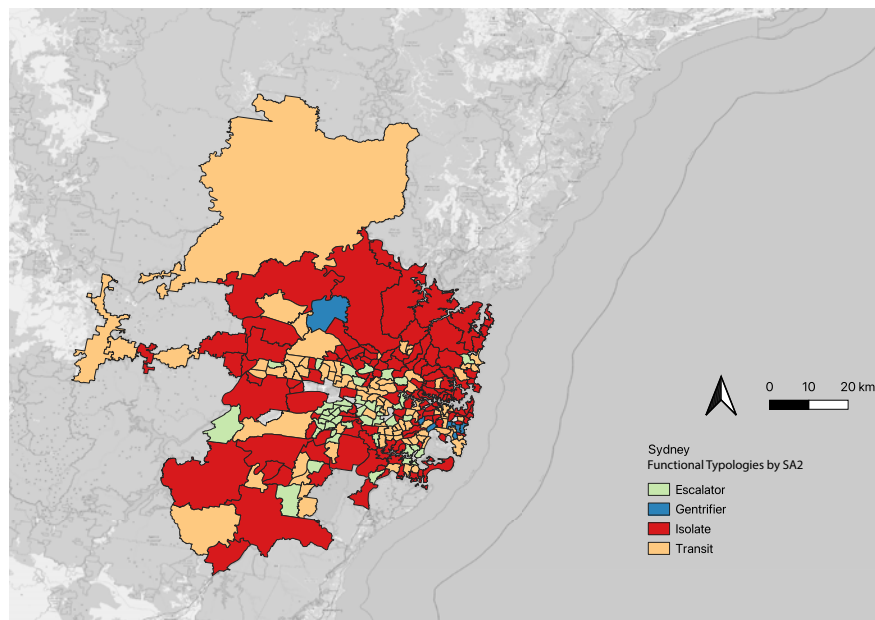 0 10 20 km
Sydney
Functional Typologies by SA2
Escalator
Gentrifier
Isolate
Transit